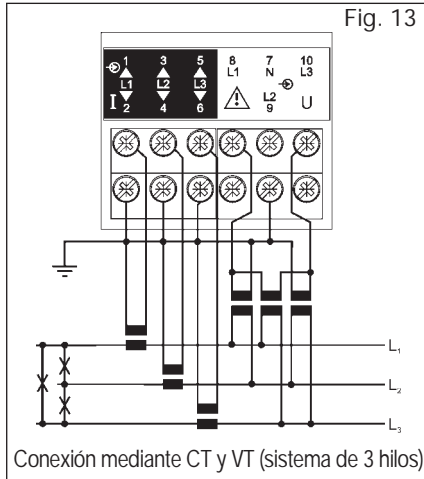 Fig. 13
1 3 5 8 7 10
L1 N L3
L1 L2 L3
I L2 U
2 4 6 9
L1
L2
L3
Conexión mediante CT y VT (sistema de 3 hilos)